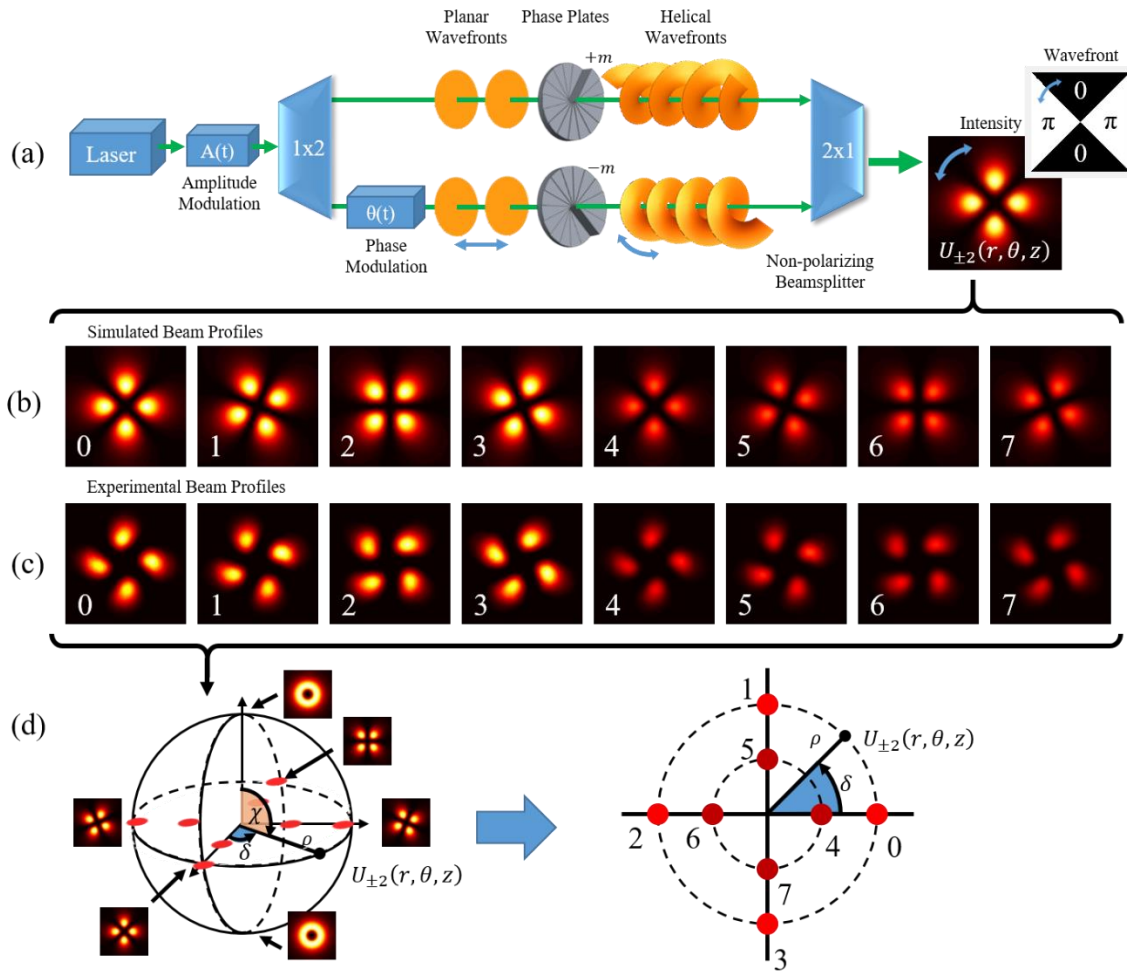 Planar
Wavefronts
Phase Plates
Helical
Wavefronts
+m
Wavefront
0
π
π
0
Intensity
(a)
Laser
A(t)
Amplitude
Modulation
1x2
2x1
−m
θ(t)
Phase
Modulation
Non-polarizing
Beamsplitter
U±2(r, θ, z)
Simulated Beam Profiles
(b)
0
1
2
3
4
5
6
7
Experimental Beam Profiles
(c)
0
1
2
3
4
5
6
7
(d)
χ
δ
ρ
U±2(r, θ, z)
1
5
ρ
U±2(r, θ, z)
δ
2
6
4
0
7
3